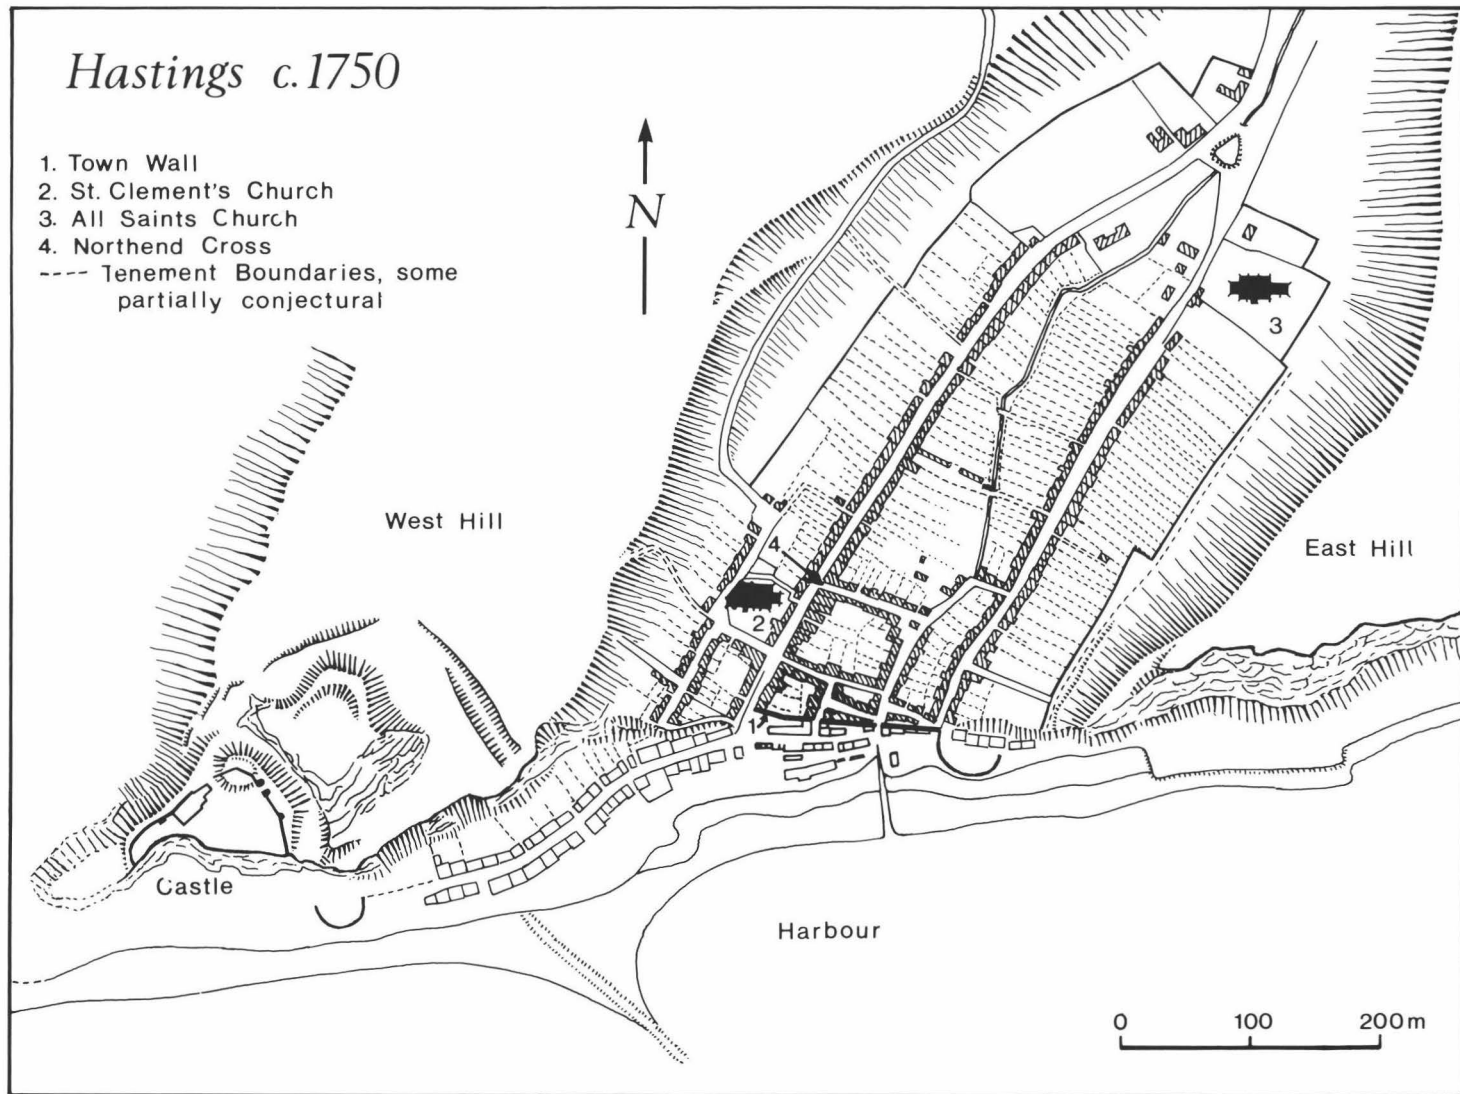 Hastings c.1750
1. Town Wall
2. St. Clement's Church
3. All Saints Church
4. Northend Cross
---- Tenement Boundaries, some
partially conjectural
N
3
West Hill
East Hill
4
2
1
Castle
Harbour
0 100 200m